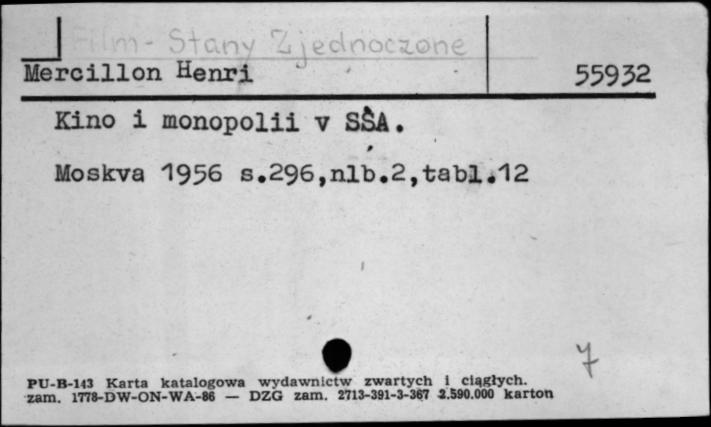 Film - Stany Zjednoczone
Mercillon Henri 55932
Kino i monopolii v SŠA.
Moskva 1956 s.296,nlb.2,tabl.12
7
PU-B-143 Karta katalogowa wydawnictw zwartych i ciągłych.
zam. 1778-DW-ON-WA-86 — DZG zam. 2713-391-3-367 2.590.000 karton